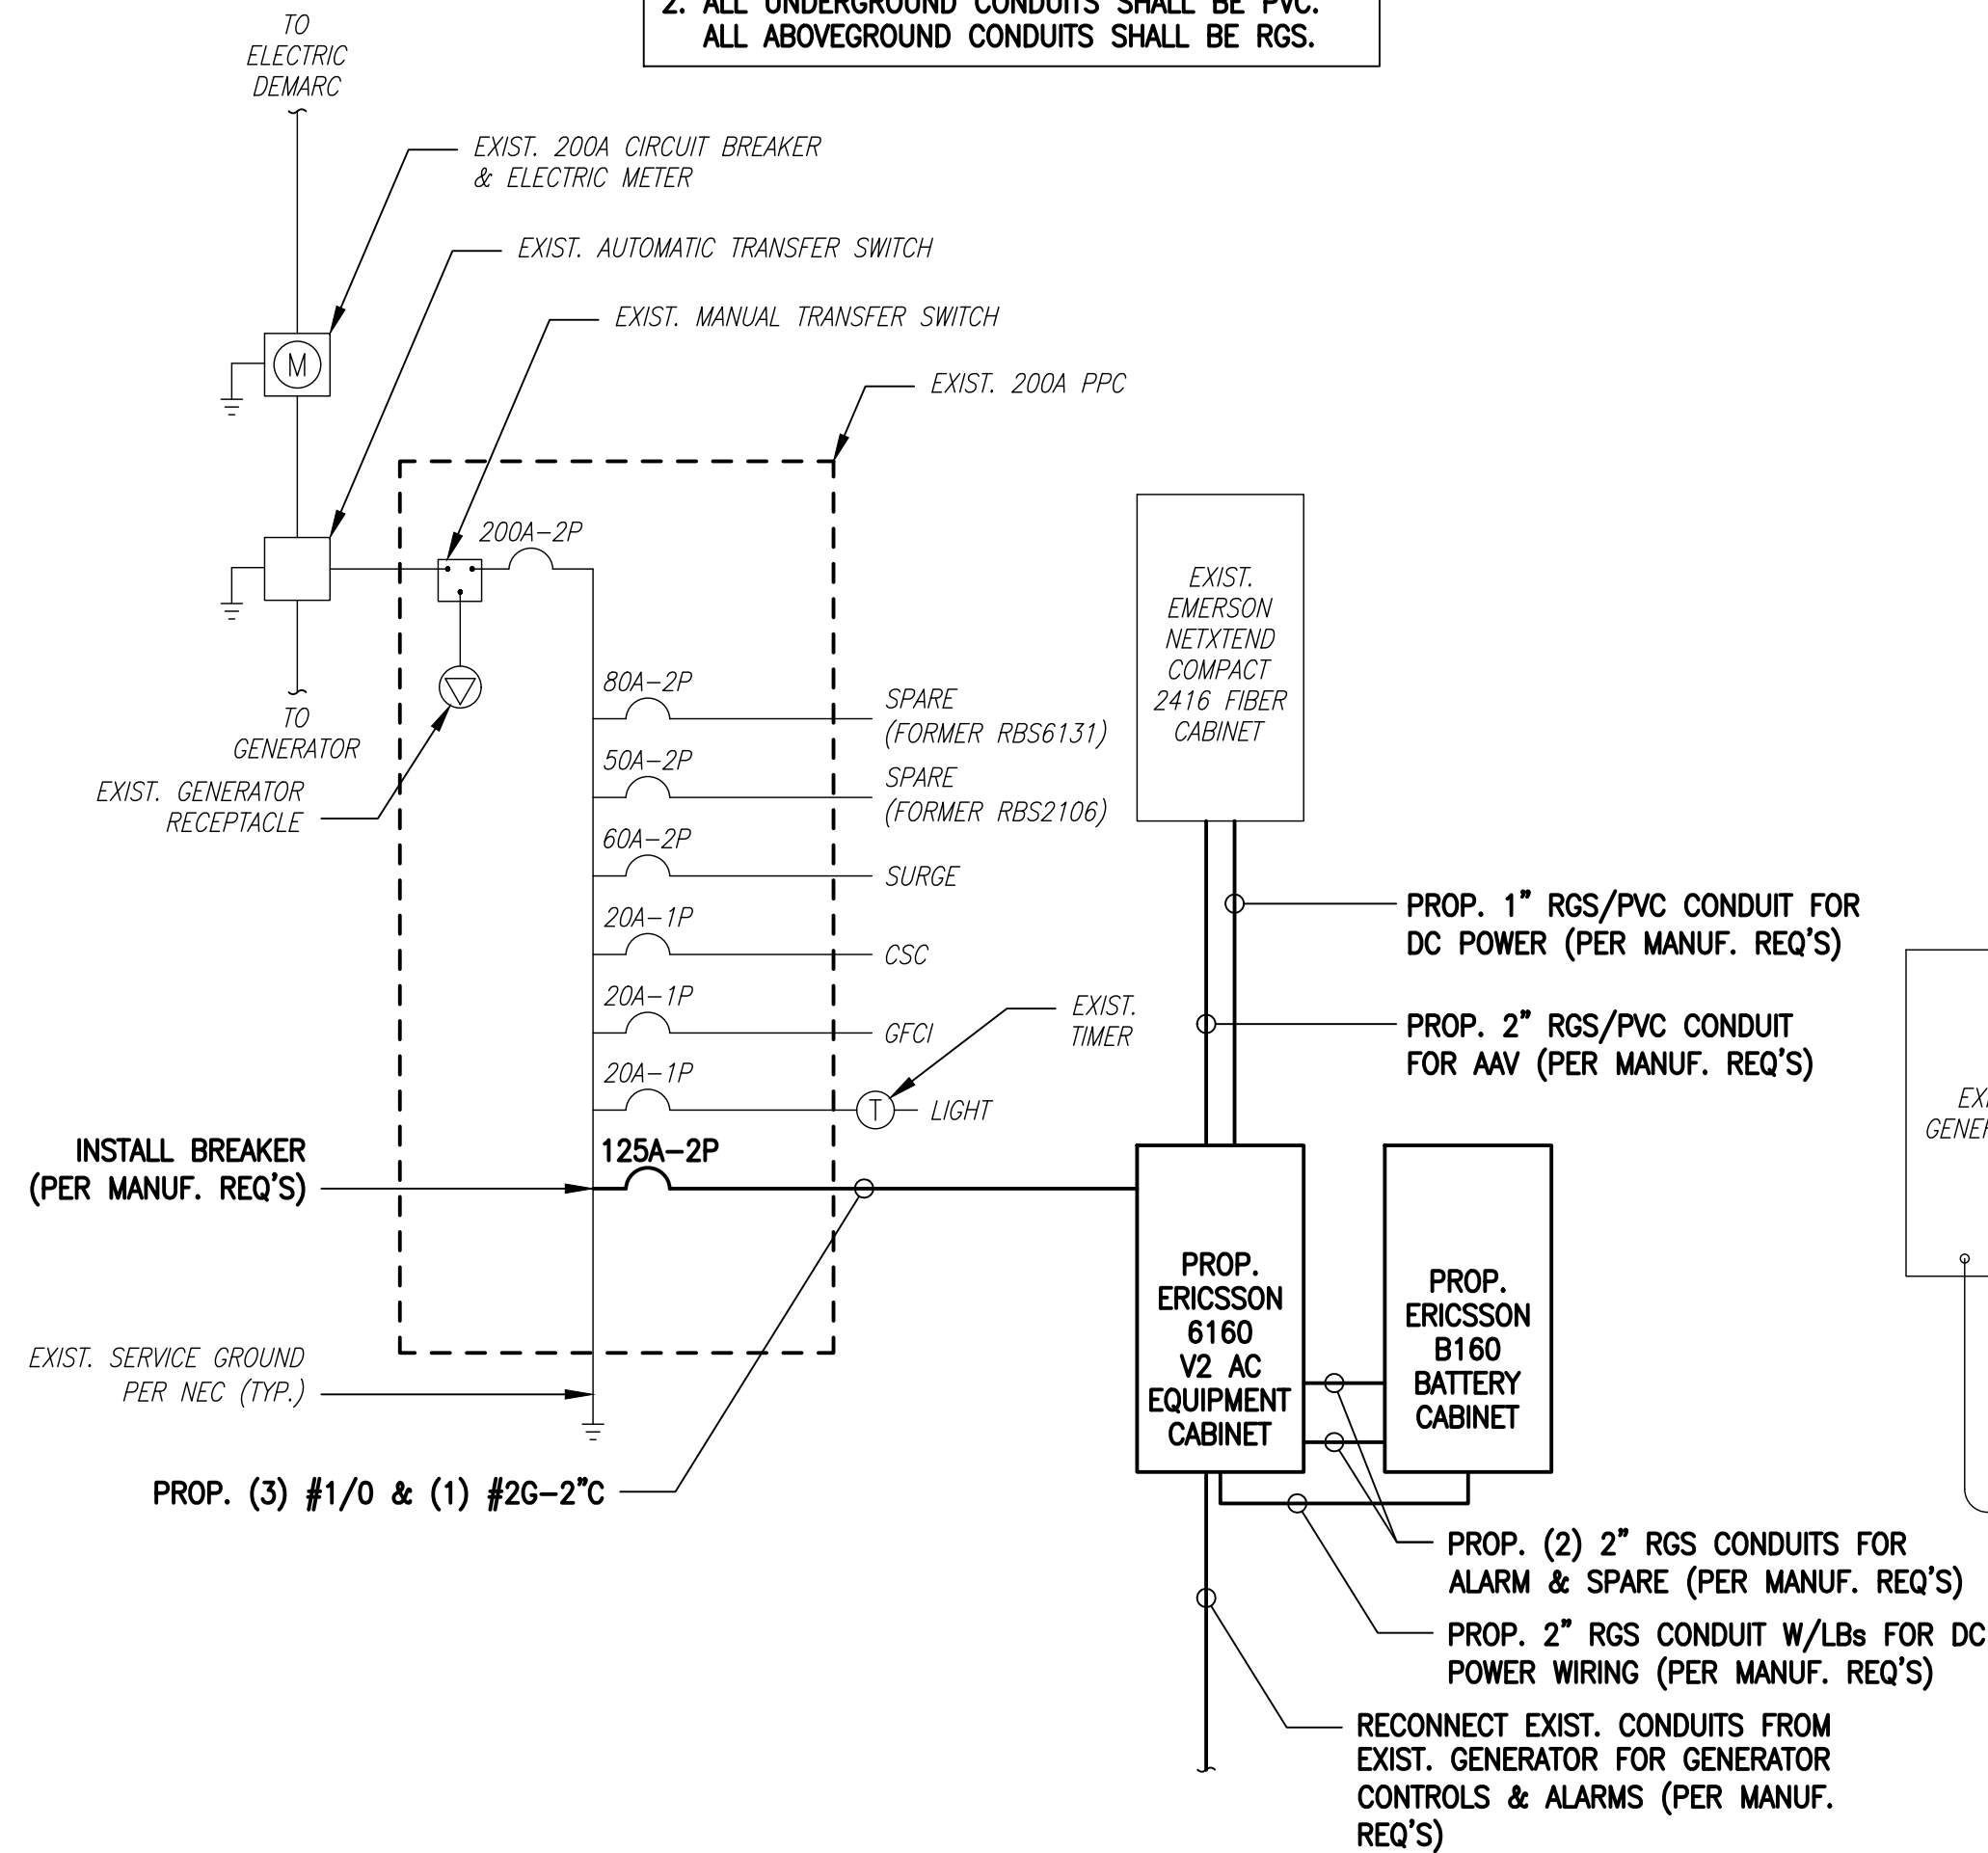 2. ALL UNDERGROUND CONDUITS SHALL BE PVC.
ALL ABOVEGROUND CONDUITS SHALL BE RGS.
TO
ELECTRIC
DEMARC
EXIST. 200A CIRCUIT BREAKER
& ELECTRIC METER
EXIST. AUTOMATIC TRANSFER SWITCH
EXIST. MANUAL TRANSFER SWITCH
EXIST. 200A PPC
M
200A-2P
TO
GENERATOR
EXIST. GENERATOR
RECEPTACLE
80A-2P
SPARE
(FORMER RBS6131)
50A-2P
SPARE
(FORMER RBS2106)
60A-2P
SURGE
20A-1P
CSC
20A-1P
GFCI
20A-1P
T
LIGHT
EXIST.
TIMER
INSTALL BREAKER
(PER MANUF. REQ'S)
125A-2P
EXIST. SERVICE GROUND
PER NEC (TYP.)
PROP. (3) #1/0 & (1) #2G-2"C
EXIST.
EMERSON
NETXTEND
COMPACT
2416 FIBER
CABINET
PROP. 1" RGS/PVC CONDUIT FOR
DC POWER (PER MANUF. REQ'S)
PROP. 2" RGS/PVC CONDUIT
FOR AAV (PER MANUF. REQ'S)
PROP.
ERICSSON
6160
V2 AC
EQUIPMENT
CABINET
PROP.
ERICSSON
B160
BATTERY
CABINET
PROP. (2) 2" RGS CONDUITS FOR
ALARM & SPARE (PER MANUF. REQ'S)
PROP. 2" RGS CONDUIT W/LBs FOR DC
POWER WIRING (PER MANUF. REQ'S)
RECONNECT EXIST. CONDUITS FROM
EXIST. GENERATOR FOR GENERATOR
CONTROLS & ALARMS (PER MANUF.
REQ'S)